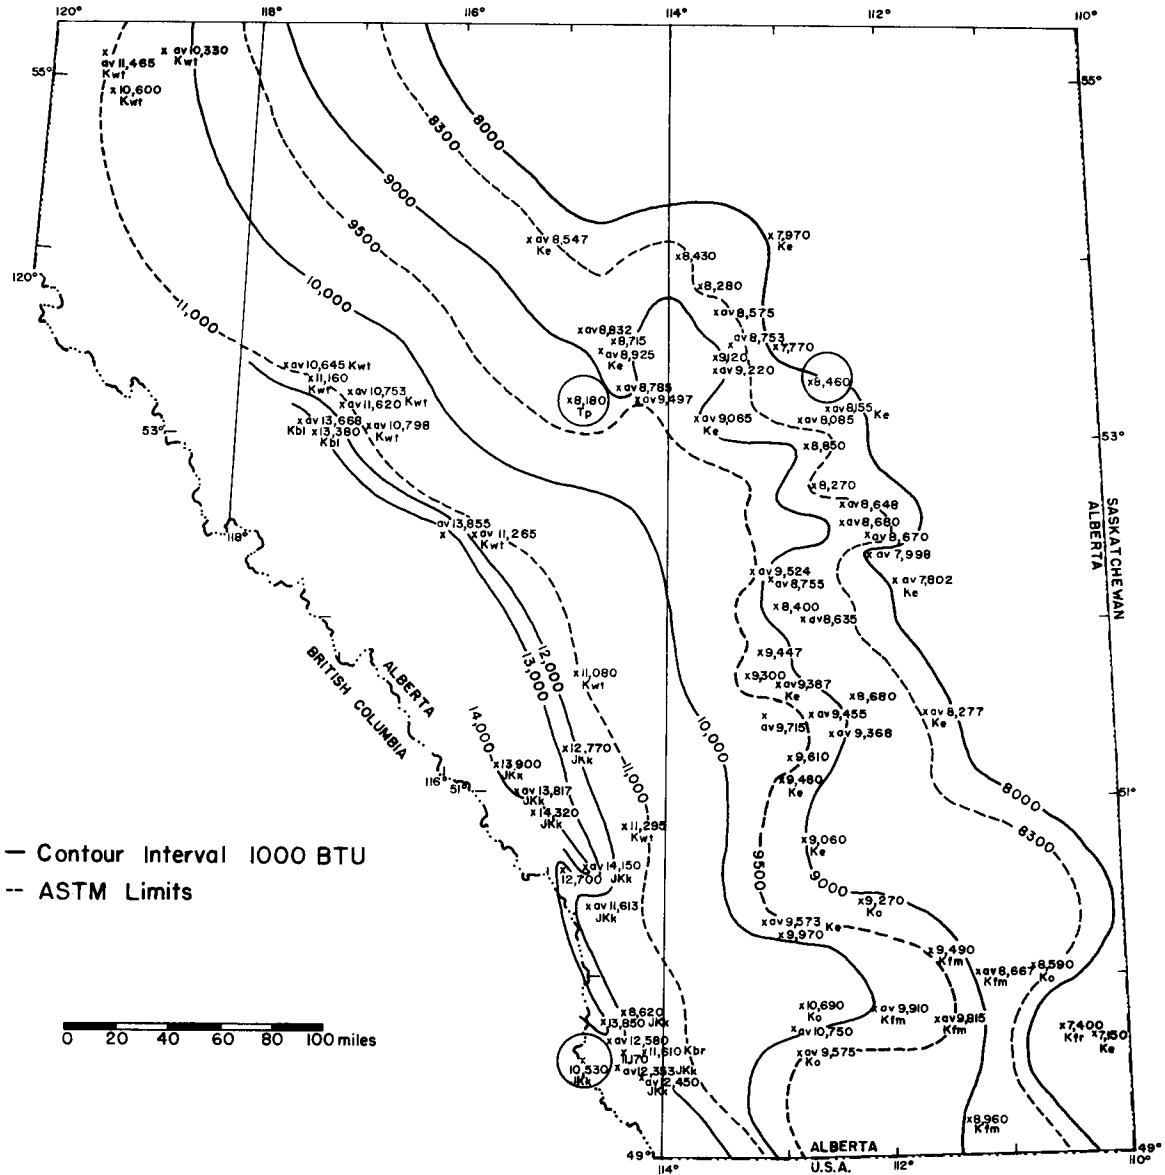 120° 118° 116° 114° 112° 110°
55° 55°
av 11,465
Kwt
av 10,330
Kwt
10,600
Kwt
8000
8300
9000
9500
10,000
11,000
120°
av 8,547
Ke
8,430
7,970
Ke
8,280
av 8,575
av 8,832
8,715
av 8,925
Ke
av 8,753
9,120
7,770
av 9,220
8,460
av 10,645 Kwt
11,160
Kwt
av 10,753
Kwt
av 11,620
av 8,785
av 9,497
8,180
Tp
av 8,155 Ke
av 9,065
Ke
av 8,085
av 13,668
Kbl
13,380
Kbl
av 10,798
Kwt
53° 53°
8,850
8,270
av 8,648
av 8,680
av 8,670
av 7,998
av 13,855
av 11,265
Kwt
118°
ALBERTA
SASKATCHEWAN
av 9,524
av 8,755
av 7,802
Ke
8,400
av 8,635
12,000
13,000
9,447
9,300
av 9,387
Ke
11,080
Kwt
ALBERTA
BRITISH COLUMBIA
8,680
av 8,277
Ke
av 9,715
av 9,455
av 9,368
14,000
10,000
12,770
JKk
9,610
13,900
JKk
116° 51° 51°
11,000
9,480
Ke
av 13,817
JKk
14,320
JKk
8000
8300
11,295
Kwt
9,060
Ke
9500
9000
— Contour Interval 1000 BTU
-- ASTM Limits
av 14,150
JKk
12,700
9,270
Ko
av 11,613
JKk
av 9,573 Ke
9,970
9,490
Kfm
av 8,667
Kfm
8,590
Ko
10,690
Ko
av 9,910
Kfm
av 9,815
Kfm
8,620
13,850 JKk
av 10,750
av 9,575
Ko
7,400
Kfr
7,150
Ke
0 20 40 60 80 100 miles
av 12,580
11,610 Kbr
11,170
av 12,353 JKk
av 12,450
JKk
10,530
JKk
8,960
Kfm
49° 114° 112° 49° 110°
ALBERTA
U.S.A.